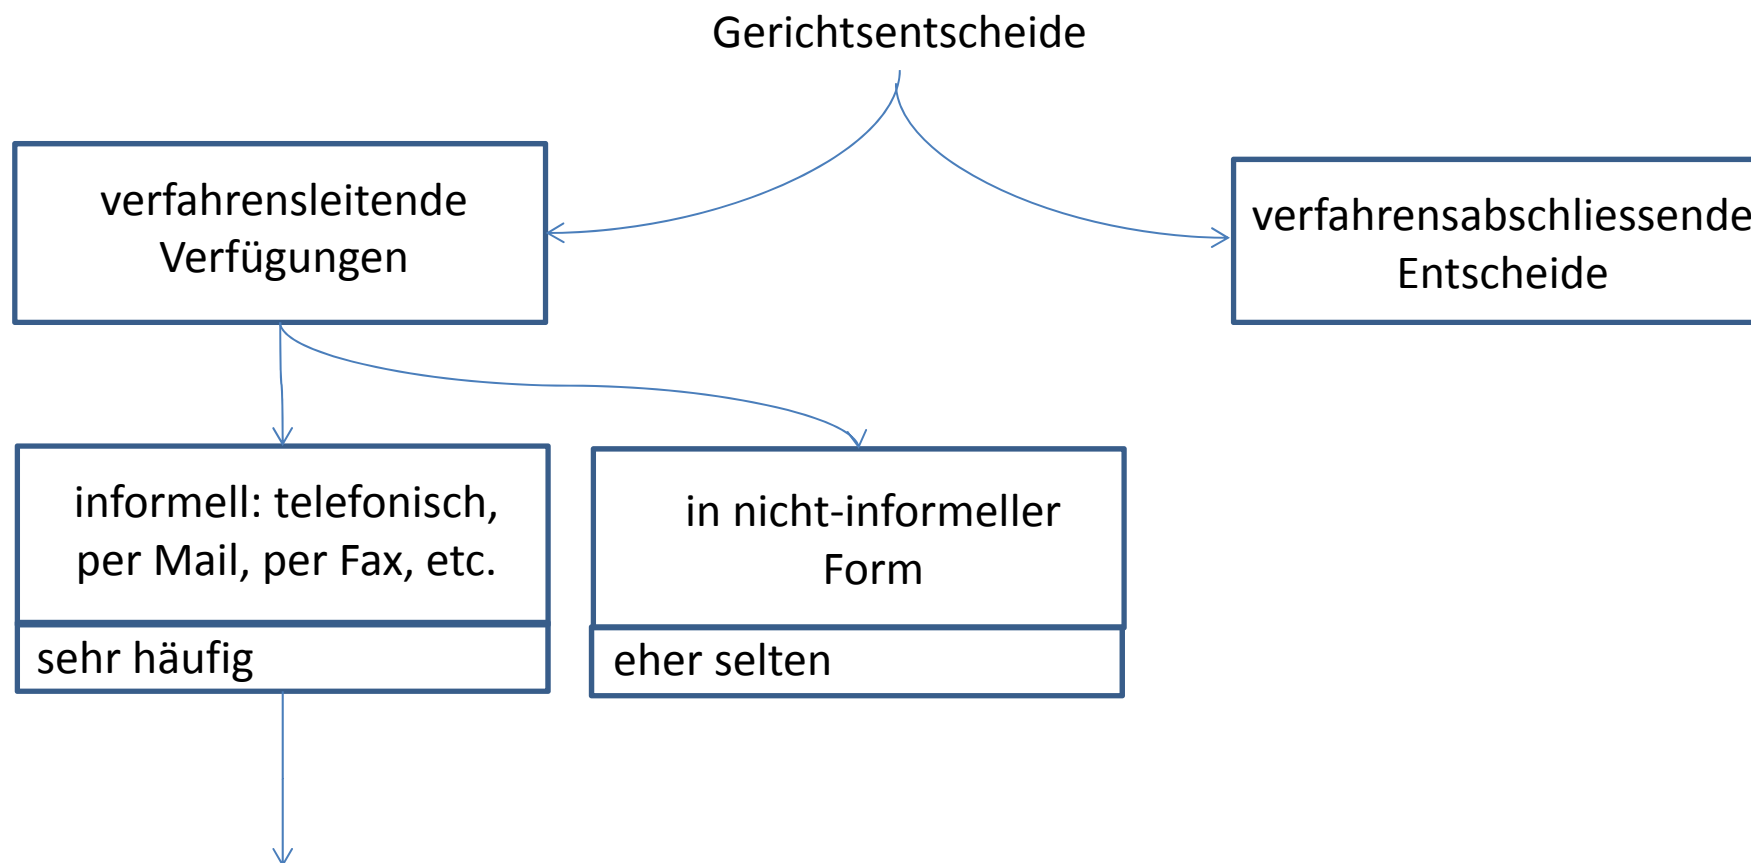 Gerichtsentscheide
verfahrensleitende
Verfügungen
verfahrensabschliessende
Entscheide
informell: telefonisch,
per Mail, per Fax, etc.
sehr häufig
in nicht-informeller
Form
eher selten